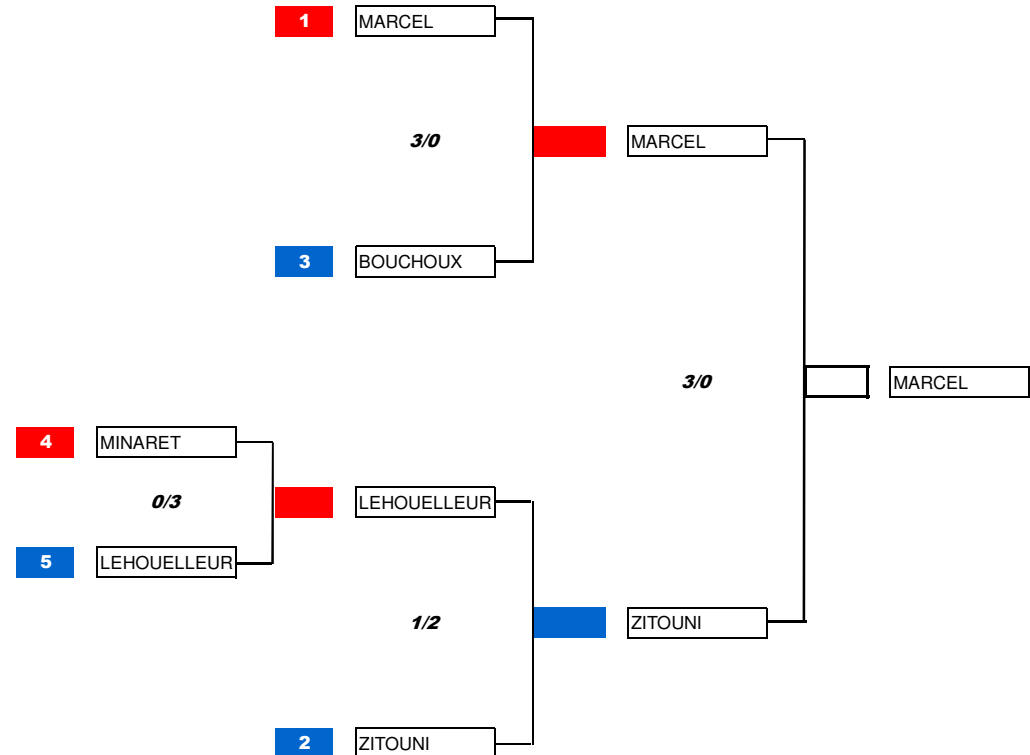 1 MARCEL
3/0 MARCEL
3 BOUCHOUX
3/0 MARCEL
4 MINARET
0/3 LEHOUELLEUR
5 LEHOUELLEUR
1/2 ZITOUNI
2 ZITOUNI